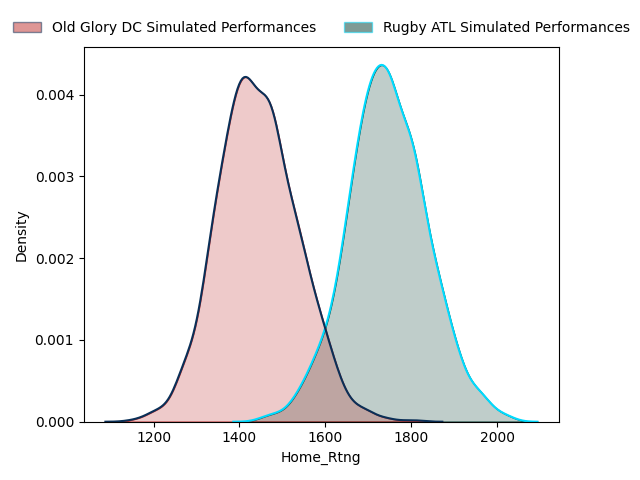 Old Glory DC Simulated Performances Rugby ATL Simulated Performances
0.004
0.003
Density
0.002
0.001
0.000
1200 1400 1600 1800 2000
Home_Rtng